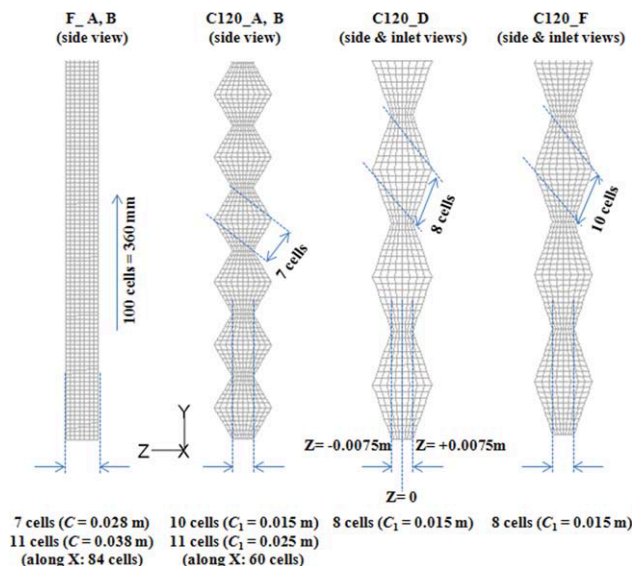 F_ A, B
(side view)
C120_A, B
(side view)
C120_D
(side & inlet views)
C120_F
(side & inlet views)
100 cells = 360 mm
7 cells
8 cells
10 cells
Y
Z
X
Z= -0.0075m
Z= +0.0075m
Z= 0
7 cells (C = 0.028 m)
11 cells (C = 0.038 m)
(along X: 84 cells)
10 cells (C₁ = 0.015 m)
11 cells (C₁ = 0.025 m)
(along X: 60 cells)
8 cells (C₁ = 0.015 m)
8 cells (C₁ = 0.015 m)